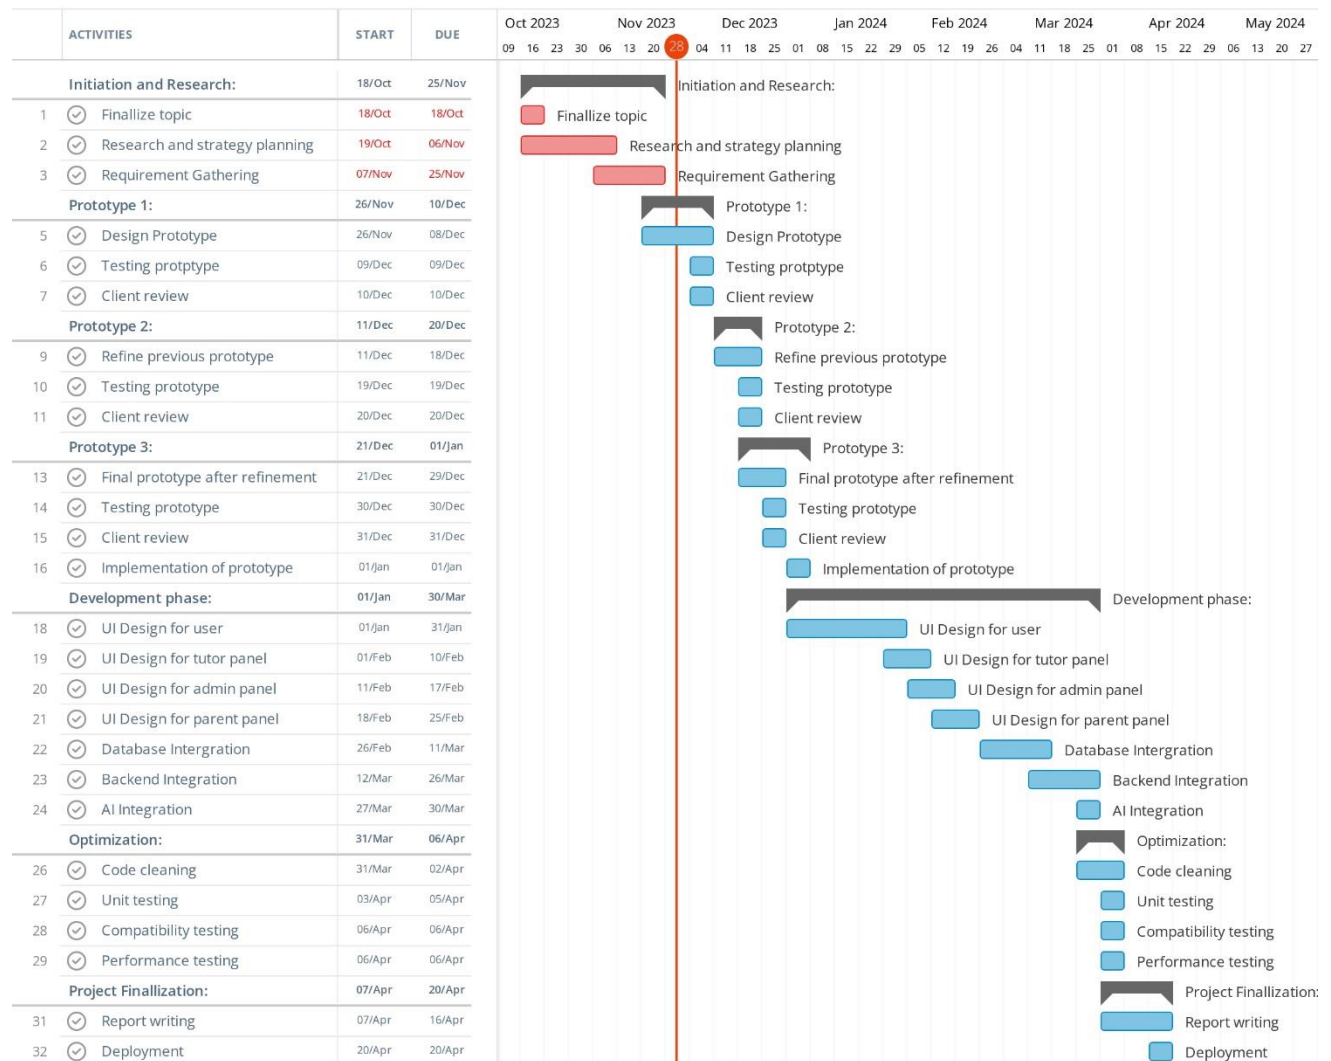 ACTIVITIES START DUE Oct 2023 Nov 2023 Dec 2023 Jan 2024 Feb 2024 Mar 2024 Apr 2024 May 2024
09 16 23 30 06 13 20 28 04 11 18 25 01 08 15 22 29 05 12 19 26 04 11 18 25 01 08 15 22 29 06 13 20 27
Initiation and Research: 18/Oct 25/Nov Initiation and Research:
1 Finallize topic 18/Oct 18/Oct Finallize topic
2 Research and strategy planning 19/Oct 06/Nov Research and strategy planning
3 Requirement Gathering 07/Nov 25/Nov Requirement Gathering
Prototype 1: 26/Nov 10/Dec Prototype 1:
5 Design Prototype 26/Nov 08/Dec Design Prototype
6 Testing protptype 09/Dec 09/Dec Testing protptype
7 Client review 10/Dec 10/Dec Client review
Prototype 2: 11/Dec 20/Dec Prototype 2:
9 Refine previous prototype 11/Dec 18/Dec Refine previous prototype
10 Testing prototype 19/Dec 19/Dec Testing prototype
11 Client review 20/Dec 20/Dec Client review
Prototype 3: 21/Dec 01/Jan Prototype 3:
13 Final prototype after refinement 21/Dec 29/Dec Final prototype after refinement
14 Testing prototype 30/Dec 30/Dec Testing prototype
15 Client review 31/Dec 31/Dec Client review
16 Implementation of prototype 01/Jan 01/Jan Implementation of prototype
Development phase: 01/Jan 30/Mar Development phase:
18 UI Design for user 01/Jan 31/Jan UI Design for user
19 UI Design for tutor panel 01/Feb 10/Feb UI Design for tutor panel
20 UI Design for admin panel 11/Feb 17/Feb UI Design for admin panel
21 UI Design for parent panel 18/Feb 25/Feb UI Design for parent panel
22 Database Intergration 26/Feb 11/Mar Database Intergration
23 Backend Integration 12/Mar 26/Mar Backend Integration
24 AI Integration 27/Mar 30/Mar AI Integration
Optimization: 31/Mar 06/Apr Optimization:
26 Code cleaning 31/Mar 02/Apr Code cleaning
27 Unit testing 03/Apr 05/Apr Unit testing
28 Compatibility testing 06/Apr 06/Apr Compatibility testing
29 Performance testing 06/Apr 06/Apr Performance testing
Project Finallization: 07/Apr 20/Apr Project Finallization:
31 Report writing 07/Apr 16/Apr Report writing
32 Deployment 20/Apr 20/Apr Deployment